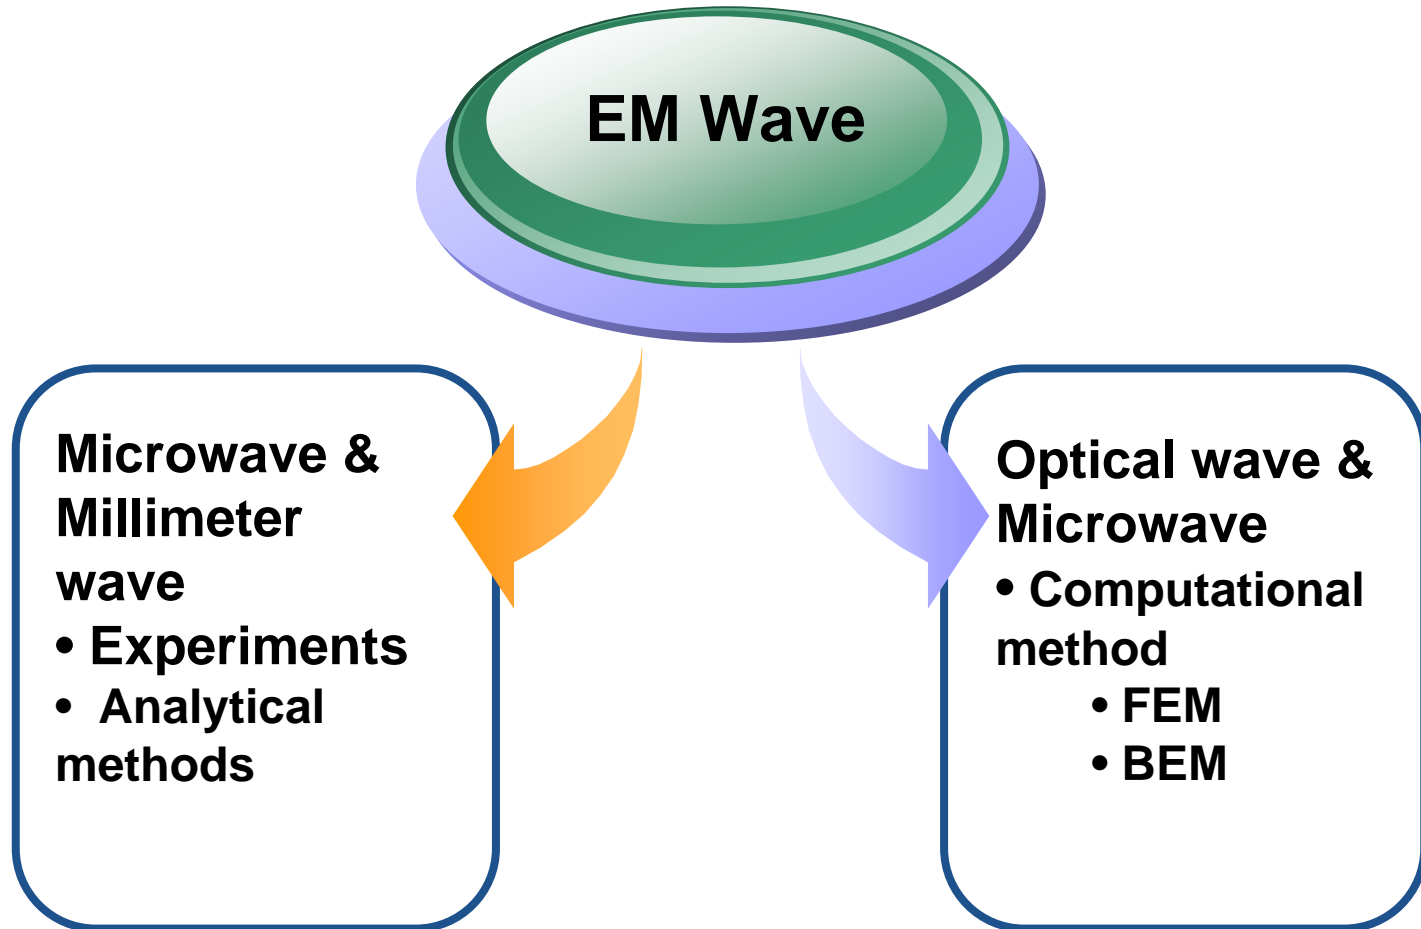 EM Wave
Microwave &
Millimeter
wave
• Experiments
• Analytical
methods
Optical wave &
Microwave
• Computational
method
• FEM
• BEM